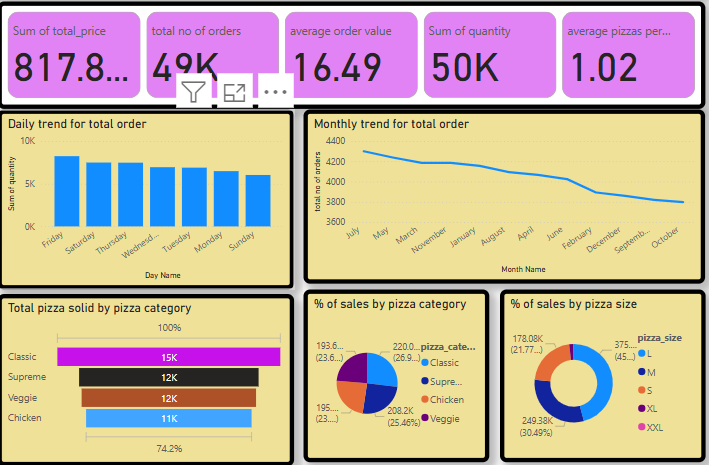 Sum of total_price
817.8...
total no of orders
49K
average order value
16.49
Sum of quantity
50K
average pizzas per...
1.02
Daily trend for total order
Sum of quantity
10K
5K
0K
Friday
Saturday
Thursday
Wednesd...
Tuesday
Monday
Sunday
Day Name
Monthly trend for total order
total no of orders
4400
4200
4000
3800
3600
July
May
March
November
January
August
April
June
February
December
Septemb...
October
Month Name
Total pizza solid by pizza category
100%
Classic
15K
Supreme
12K
Veggie
12K
Chicken
11K
74.2%
% of sales by pizza category
193.6...
(23.6...)
220.0...
(26.9...)
195....
(23....)
208.2K
(25.46%)
pizza_cate...
Classic
Supre...
Chicken
Veggie
% of sales by pizza size
178.08K
(21.77...)
375....
(45...)
249.38K
(30.49%)
pizza_size
L
M
S
XL
XXL